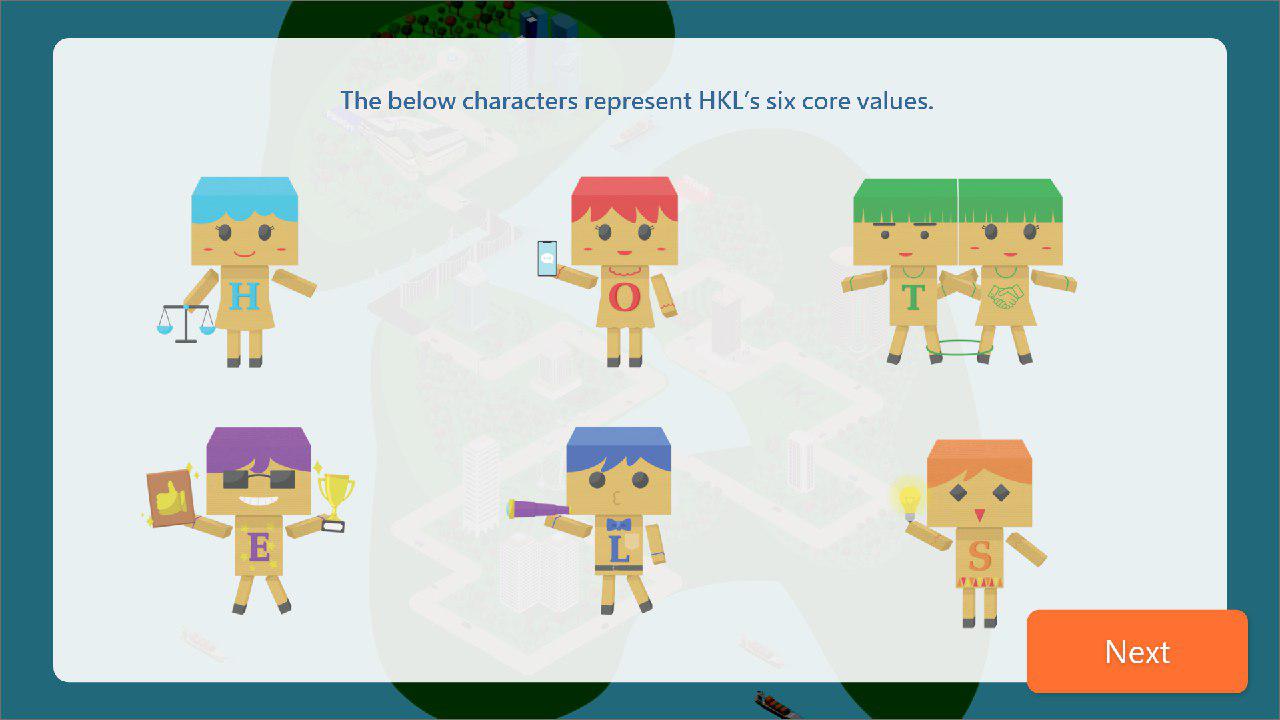 The below characters represent HKL's six core values.
H
O
T
E
L
S
Next